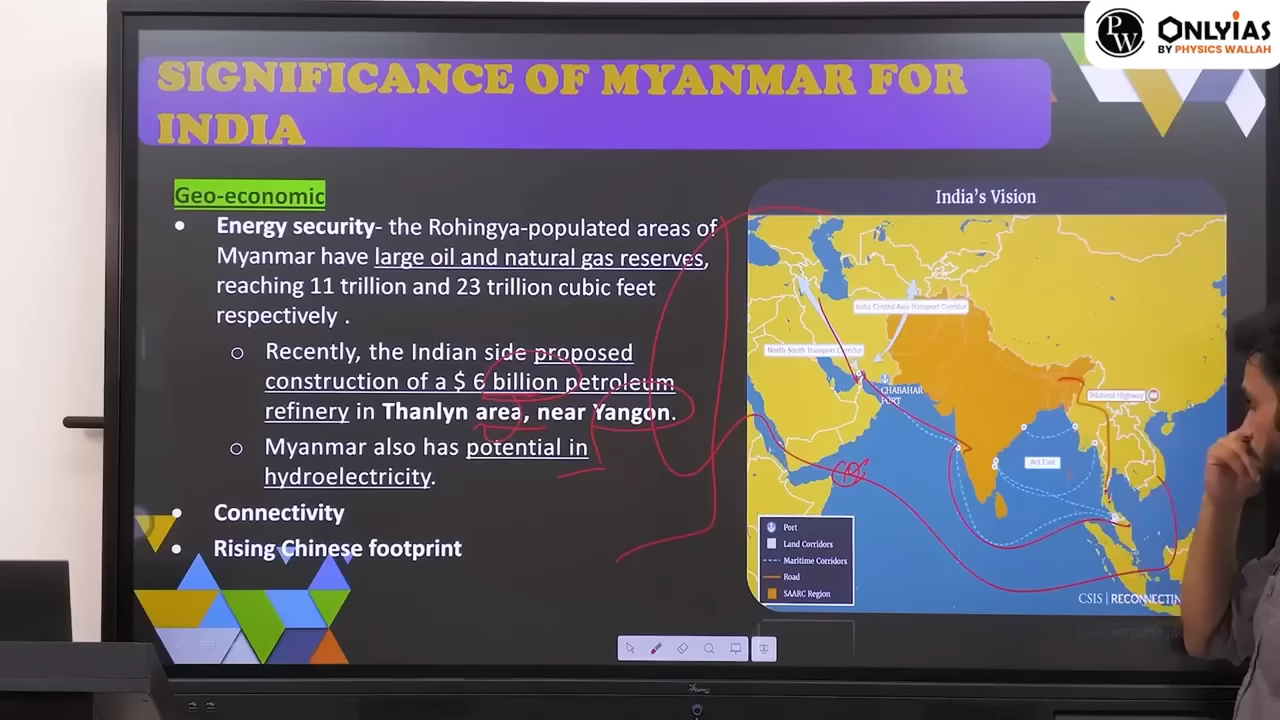 PW ONLYIAS
BY PHYSICS WALLAH
SIGNIFICANCE OF MYANMAR FOR
INDIA
Geo-economic
• Energy security- the Rohingya-populated areas of
Myanmar have large oil and natural gas reserves,
reaching 11 trillion and 23 trillion cubic feet
respectively .
o Recently, the Indian side proposed
construction of a $ 6 billion petroleum
refinery in Thanlyn area, near Yangon.
o Myanmar also has potential in
hydroelectricity.
• Connectivity
• Rising Chinese footprint
India's Vision
India Central Asia Transport Corridor
North South Transport Corridor
CHABAHAR
PORT
Trilateral Highway
Act East
Port
Land Corridors
Maritime Corridors
Road
SAARC Region
CSIS | RECONNECTIN